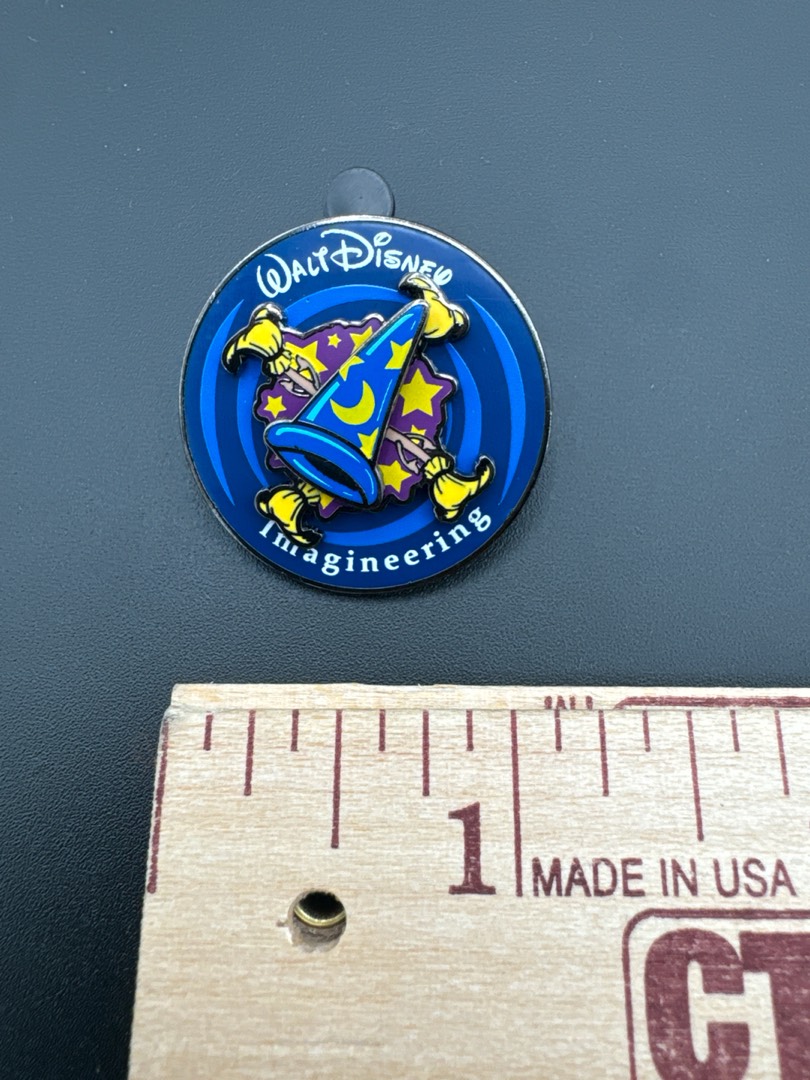 Walt Disney
Imagineering
1
MADE IN USA